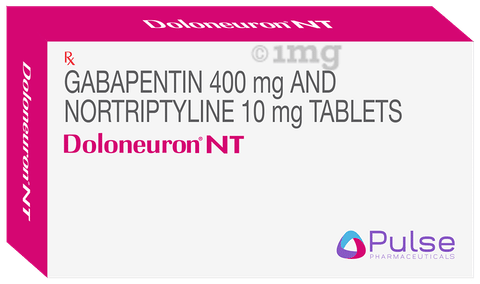 Doloneuron NT
©1mg
Rx
GABAPENTIN 400 mg AND
NORTRIPTYLINE 10 mg TABLETS
Doloneuron® NT
Doloneuron® NT
Pulse
PHARMACEUTICALS